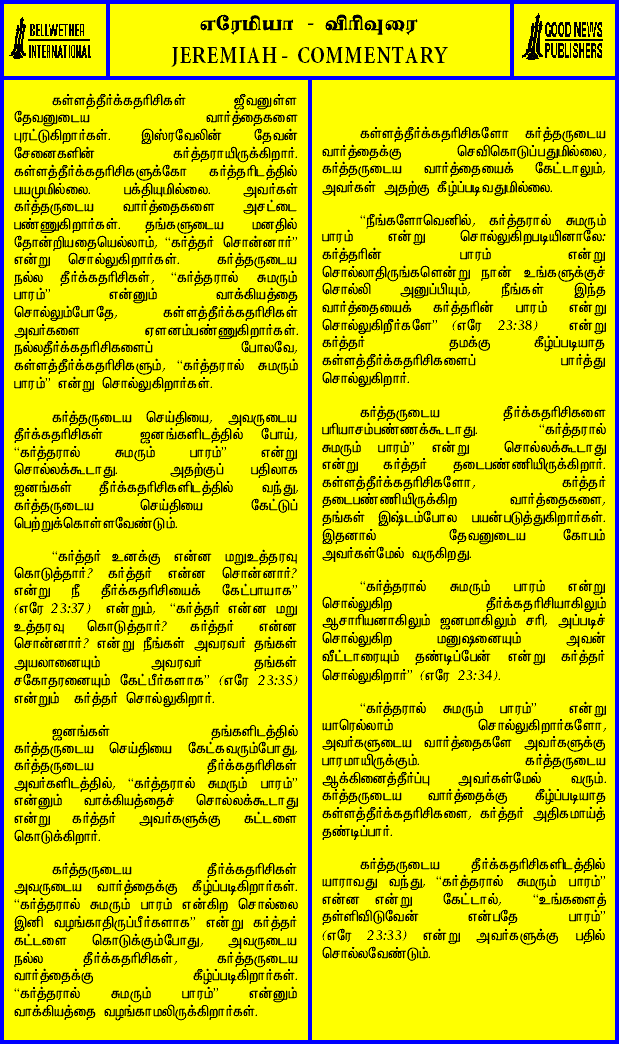 BELLWETHER
INTERNATIONAL
எரேமியா - விரிவுரை
JEREMIAH - COMMENTARY
GOOD NEWS
PUBLISHERS
கள்ளத்தீர்க்கதரிசிகள் ஜீவனுள்ள
தேவனுடைய வார்த்தைகளை
புரட்டுகிறார்கள். இஸ்ரவேலின் தேவன்
சேனைகளின் கர்த்தராயிருக்கிறார்.
கள்ளத்தீர்க்கதரிசிகளுக்கோ கர்த்தரிடத்தில்
பயமுமில்லை. பக்தியுமில்லை. அவர்கள்
கர்த்தருடைய வார்த்தைகளை அசட்டை
பண்ணுகிறார்கள். தங்களுடைய மனதில்
தோன்றியதையெல்லாம், “கர்த்தர் சொன்னார்”
என்று சொல்லுகிறார்கள். கர்த்தருடைய
நல்ல தீர்க்கதரிசிகள், “கர்த்தரால் சுமரும்
பாரம்” என்னும் வாக்கியத்தை
சொல்லும்போதே, கள்ளத்தீர்க்கதரிசிகள்
அவர்களை ஏளனம்பண்ணுகிறார்கள்.
நல்லதீர்க்கதரிசிகளைப் போலவே,
கள்ளத்தீர்க்கதரிசிகளும், “கர்த்தரால் சுமரும்
பாரம்” என்று சொல்லுகிறார்கள்.
கர்த்தருடைய செய்தியை, அவருடைய
தீர்க்கதரிசிகள் ஜனங்களிடத்தில் போய்,
“கர்த்தரால் சுமரும் பாரம்” என்று
சொல்லக்கூடாது. அதற்குப் பதிலாக
ஜனங்கள் தீர்க்கதரிசிகளிடத்தில் வந்து,
கர்த்தருடைய செய்தியை கேட்டுப்
பெற்றுக்கொள்ளவேண்டும்.
“கர்த்தர் உனக்கு என்ன மறுஉத்தரவு
கொடுத்தார்? கர்த்தர் என்ன சொன்னார்?
என்று நீ தீர்க்கதரிசியைக் கேட்பாயாக”
(எரே 23:37) என்றும், “கர்த்தர் என்ன மறு
உத்தரவு கொடுத்தார்? கர்த்தர் என்ன
சொன்னார்? என்று நீங்கள் அவரவர் தங்கள்
அயலானையும் அவரவர் தங்கள்
சகோதரனையும் கேட்பீர்களாக” (எரே 23:35)
என்றும் கர்த்தர் சொல்லுகிறார்.
ஜனங்கள் தங்களிடத்தில்
கர்த்தருடைய செய்தியை கேட்கவரும்போது,
கர்த்தருடைய தீர்க்கதரிசிகள்
அவர்களிடத்தில், “கர்த்தரால் சுமரும் பாரம்”
என்னும் வாக்கியத்தைச் சொல்லக்கூடாது
என்று கர்த்தர் அவர்களுக்கு கட்டளை
கொடுக்கிறார்.
கர்த்தருடைய தீர்க்கதரிசிகள்
அவருடைய வார்த்தைக்கு கீழ்ப்படிகிறார்கள்.
“கர்த்தரால் சுமரும் பாரம் என்கிற சொல்லை
இனி வழங்காதிருப்பீர்களாக” என்று கர்த்தர்
கட்டளை கொடுக்கும்போது, அவருடைய
நல்ல தீர்க்கதரிசிகள், கர்த்தருடைய
வார்த்தைக்கு கீழ்ப்படிகிறார்கள்.
“கர்த்தரால் சுமரும் பாரம்” என்னும்
வாக்கியத்தை வழங்காமலிருக்கிறார்கள்.
கள்ளத்தீர்க்கதரிசிகளோ கர்த்தருடைய
வார்த்தைக்கு செவிகொடுப்பதுமில்லை,
கர்த்தருடைய வார்த்தையைக் கேட்டாலும்,
அவர்கள் அதற்கு கீழ்ப்படிவதுமில்லை.
“நீங்களோவெனில், கர்த்தரால் சுமரும்
பாரம் என்று சொல்லுகிறபடியினாலே:
கர்த்தரின் பாரம் என்று
சொல்லாதிருங்களென்று நான் உங்களுக்குச்
சொல்லி அனுப்பியும், நீங்கள் இந்த
வார்த்தையைக் கர்த்தரின் பாரம் என்று
சொல்லுகிறீர்களே” (எரே 23:38) என்று
கர்த்தர் தமக்கு கீழ்ப்படியாத
கள்ளத்தீர்க்கதரிசிகளைப் பார்த்து
சொல்லுகிறார்.
கர்த்தருடைய தீர்க்கதரிசிகளை
பரியாசம்பண்ணக்கூடாது. “கர்த்தரால்
சுமரும் பாரம்” என்று சொல்லக்கூடாது
என்று கர்த்தர் தடைபண்ணியிருக்கிறார்.
கள்ளத்தீர்க்கதரிசிகளோ, கர்த்தர்
தடைபண்ணியிருக்கிற வார்த்தைகளை,
தங்கள் இஷ்டம்போல பயன்படுத்துகிறார்கள்.
இதனால் தேவனுடைய கோபம்
அவர்கள்மேல் வருகிறது.
“கர்த்தரால் சுமரும் பாரம் என்று
சொல்லுகிற தீர்க்கதரிசியாகிலும்
ஆசாரியனாகிலும் ஜனமாகிலும் சரி, அப்படிச்
சொல்லுகிற மனுஷனையும் அவன்
வீட்டாரையும் தண்டிப்பேன் என்று கர்த்தர்
சொல்லுகிறார்” (எரே 23:34).
“கர்த்தரால் சுமரும் பாரம்” என்று
யாரெல்லாம் சொல்லுகிறார்களோ,
அவர்களுடைய வார்த்தைகளே அவர்களுக்கு
பாரமாயிருக்கும். கர்த்தருடைய
ஆக்கினைத்தீர்ப்பு அவர்கள்மேல் வரும்.
கர்த்தருடைய வார்த்தைக்கு கீழ்ப்படியாத
கள்ளத்தீர்க்கதரிசிகளை, கர்த்தர் அதிகமாய்த்
தண்டிப்பார்.
கர்த்தருடைய தீர்க்கதரிசிகளிடத்தில்
யாராவது வந்து, “கர்த்தரால் சுமரும் பாரம்”
என்ன என்று கேட்டால், “உங்களைத்
தள்ளிவிடுவேன் என்பதே பாரம்”
(எரே 23:33) என்று அவர்களுக்கு பதில்
சொல்லவேண்டும்.